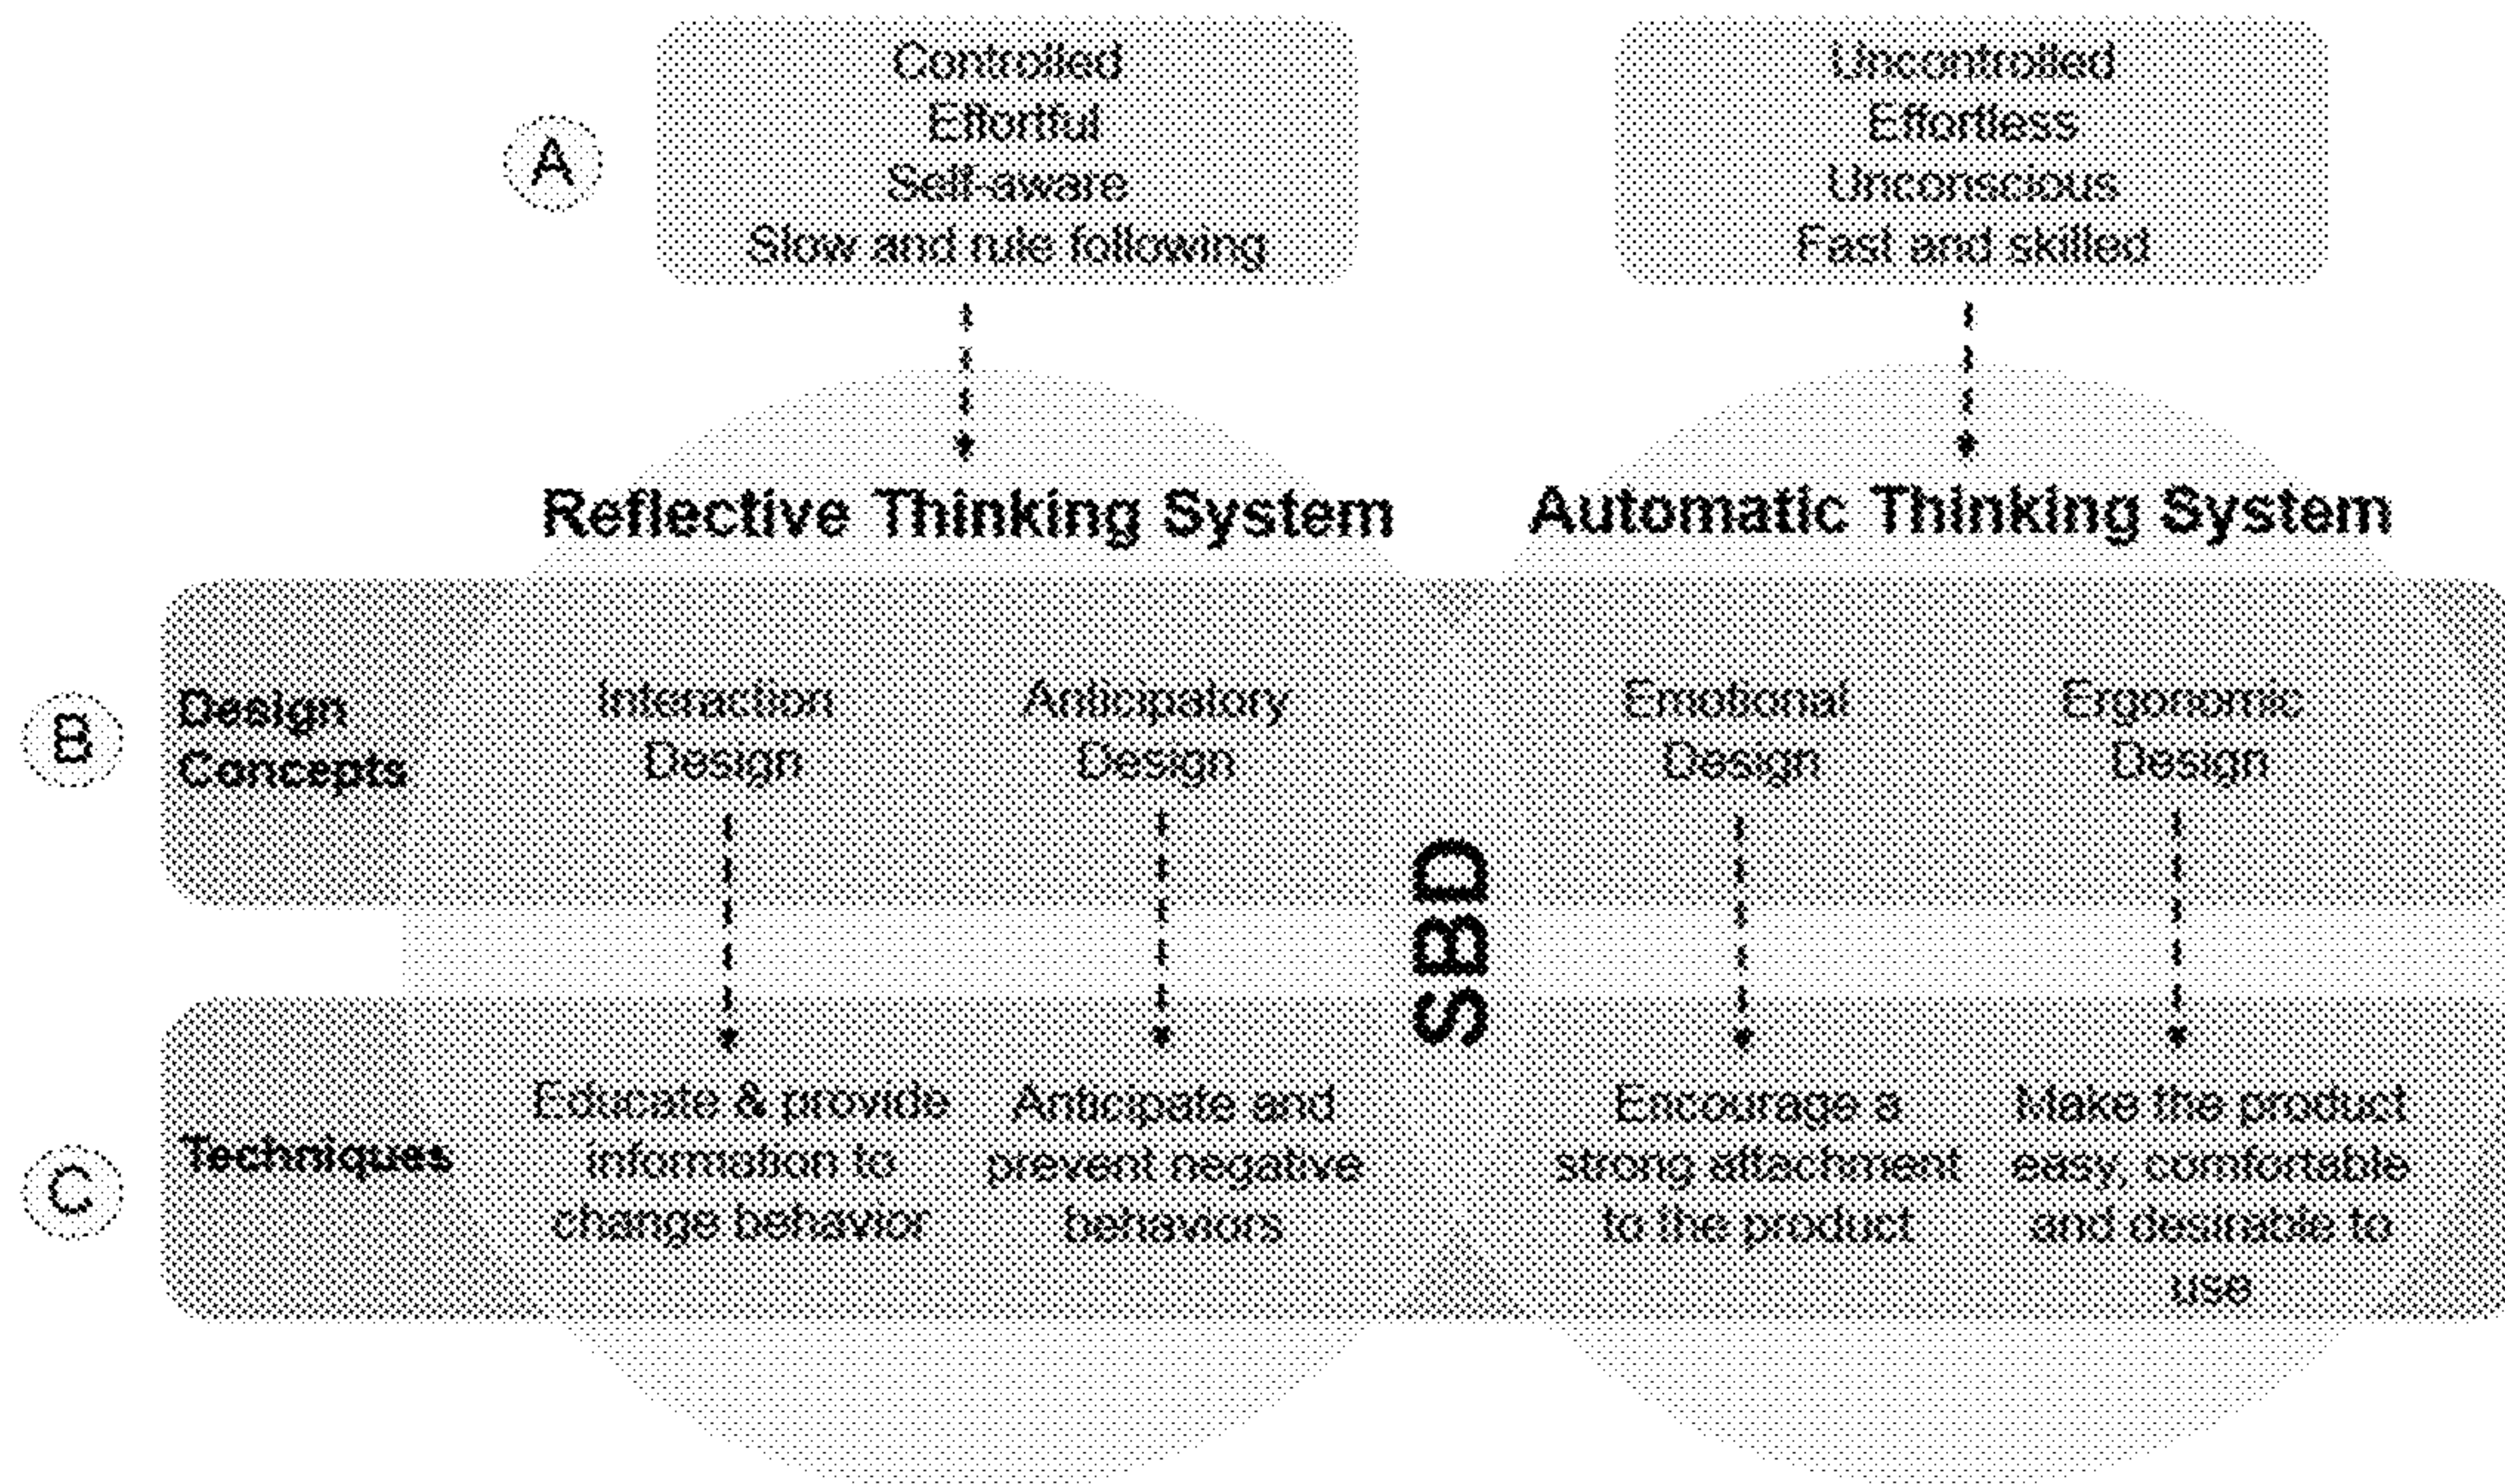 A
Controlled
Effortful
Self-aware
Slow and rule following
Uncontrolled
Effortless
Unconscious
Fast and skilled
Reflective Thinking System
Automatic Thinking System
B
Design
Concepts
Interaction
Design
Anticipatory
Design
Emotional
Design
Ergonomic
Design
SBD
C
Techniques
Educate & provide
information to
change behavior
Anticipate and
prevent negative
behaviors
Encourage a
strong attachment
to the product
Make the product
easy, comfortable
and desirable to
use